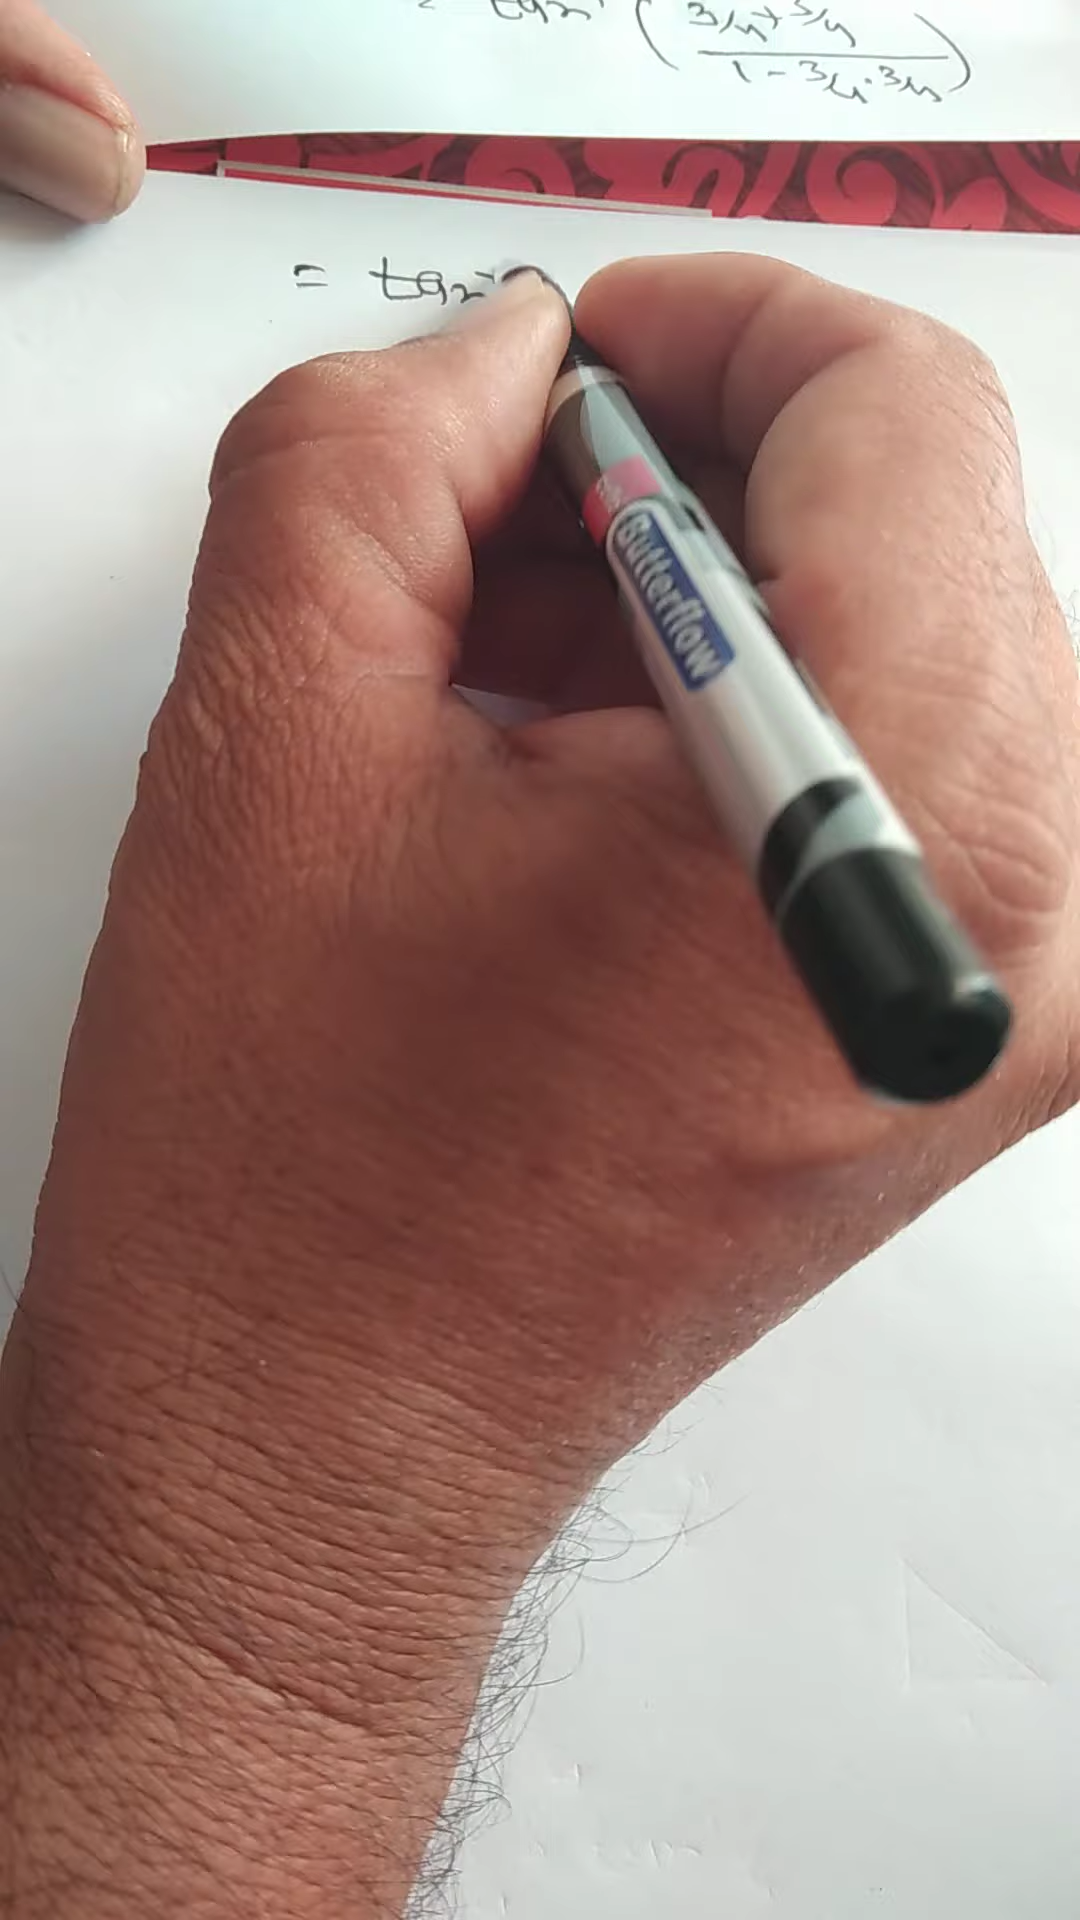 = tan⁻¹ ( 3/4 + 3/4
1 - 3/4 · 3/4 )
= tan⁻¹
Butterflow